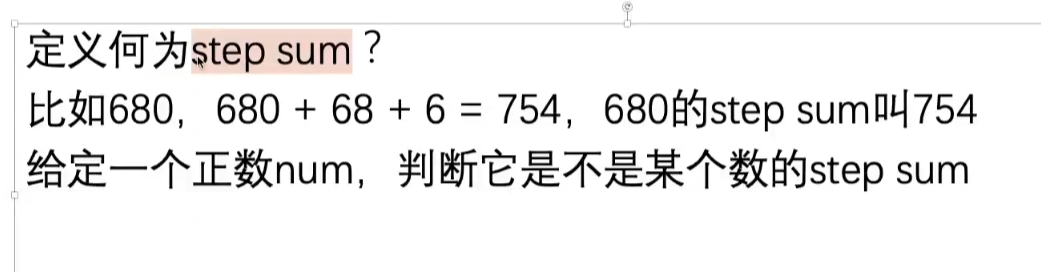 定义何为step sum？
比如680，680 + 68 + 6 = 754，680的step sum叫754
给定一个正数num，判断它是不是某个数的step sum